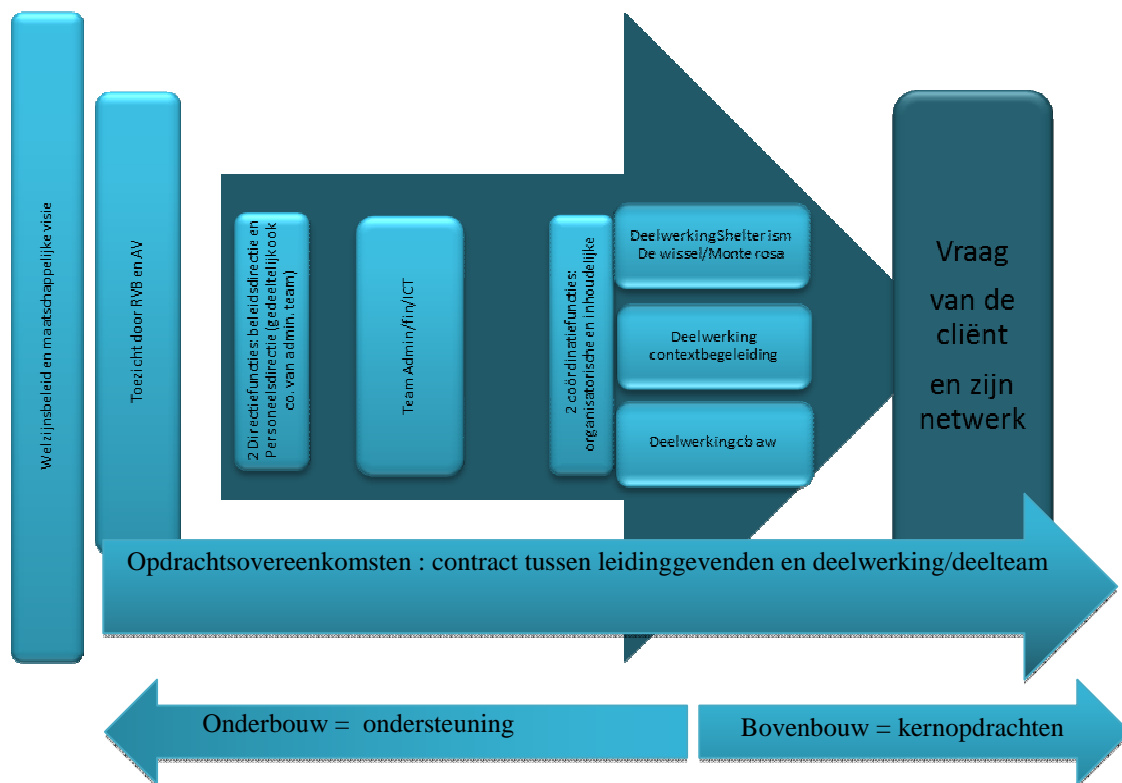 Welzijnsbeleid en maatschappelijke visie
Toezicht door RVB en AV
2 Directiefuncties: beleidsdirectie en
Personeelsdirectie (gedeeltelijk ook
co. van admin. team)
Team Admin/fin/ICT
2 coördinatiefuncties:
organisatorische en inhoudelijke
Deelwerking Shelter ism
De wissel/Monte rosa
Deelwerking
contextbegeleiding
Deelwerking cbaw
Vraag
van de
cliënt
en zijn
netwerk
Opdrachtsovereenkomsten : contract tussen leidinggevenden en deelwerking/deelteam
Onderbouw = ondersteuning
Bovenbouw = kernopdrachten